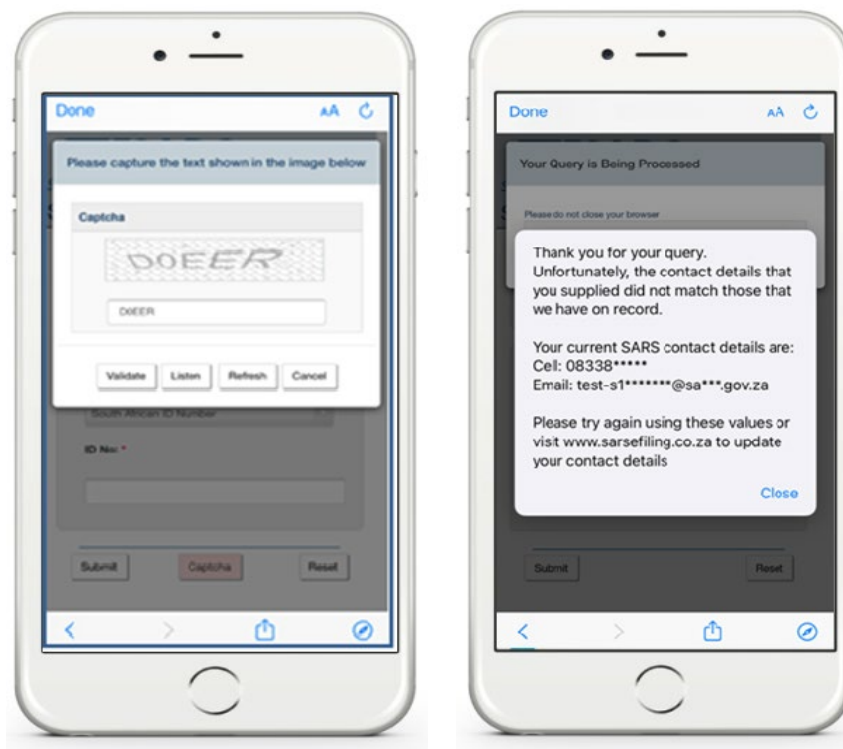 Done
AA
Please capture the text shown in the image below
Captcha
D0EER
D0EER
Validate Listen Refresh Cancel
South African ID Number
ID No: *
Submit Captcha Reset
Done
AA
Your Query is Being Processed
Please do not close your browser
Thank you for your query.
Unfortunately, the contact details that
you supplied did not match those that
we have on record.
Your current SARS contact details are:
Cell: 08338*****
Email: test-s1*******@sa***.gov.za
Please try again using these values or
visit www.sarsefiling.co.za to update
your contact details
Close
Submit Reset